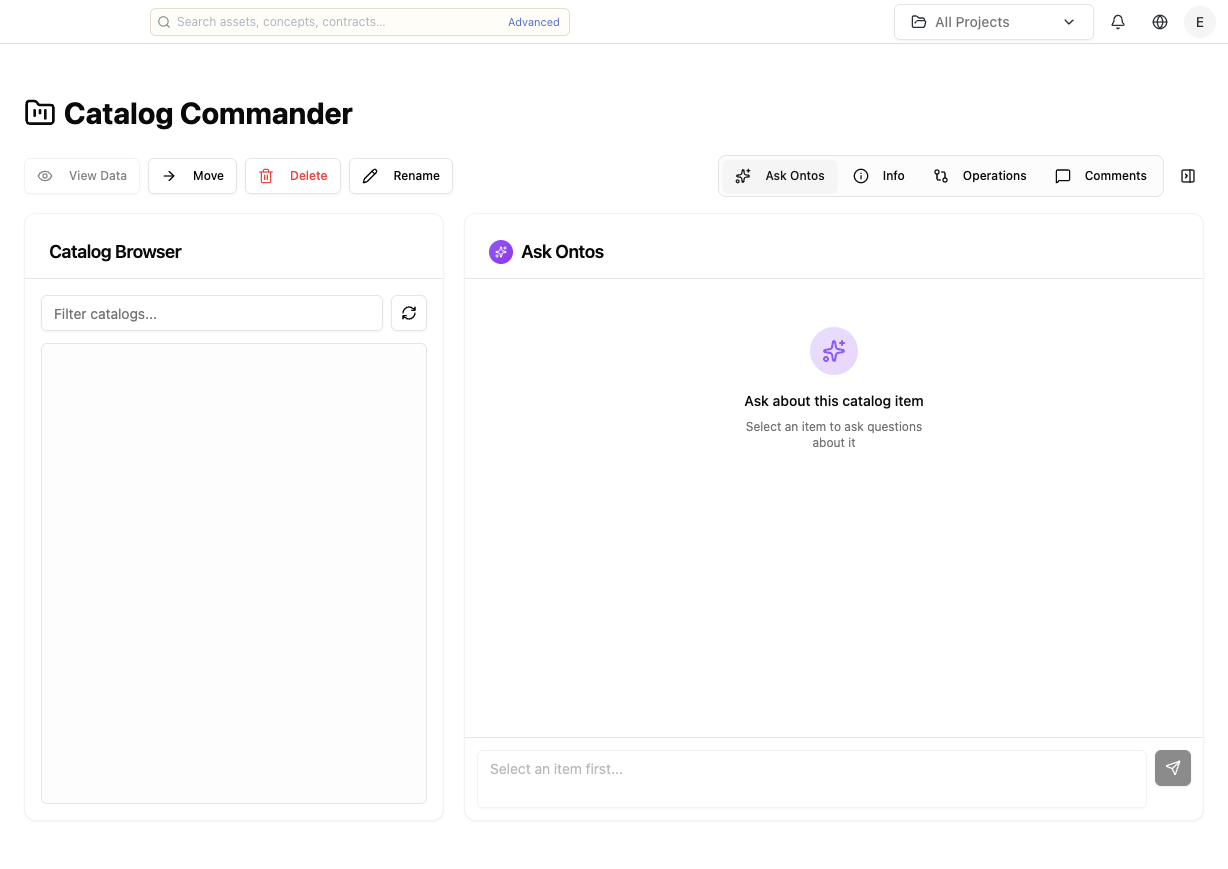 Search assets, concepts, contracts... Advanced
All Projects
E
Catalog Commander
View Data
Move
Delete
Rename
Ask Ontos
Info
Operations
Comments
Catalog Browser
Filter catalogs...
Ask Ontos
Ask about this catalog item
Select an item to ask questions
about it
Select an item first...